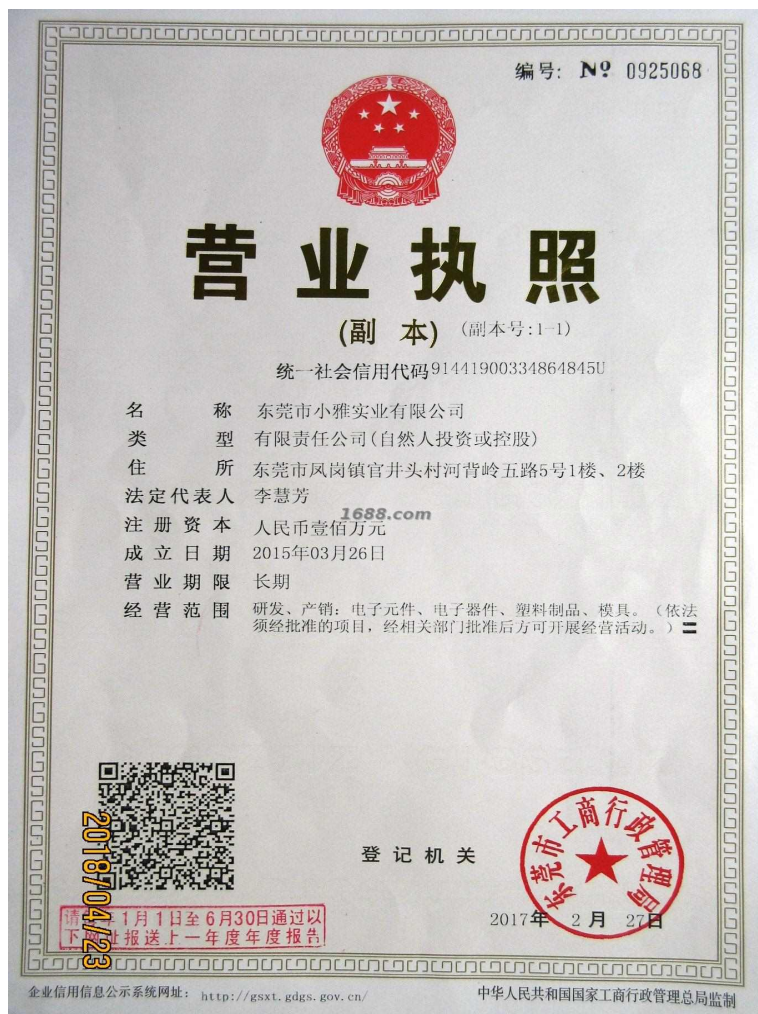 编号: No 0925068
营业执照
(副 本) (副本号:1-1)
统一社会信用代码91441900334864845U
名 称 东莞市小雅实业有限公司
类 型 有限责任公司(自然人投资或控股)
住 所 东莞市凤岗镇官井头村河背岭五路5号1楼、2楼
法定代表人 李慧芳
1688.com
注册资本 人民币壹佰万元
成立日期 2015年03月26日
营业期限 长期
经营范围 研发、产销:电子元件、电子器件、塑料制品、模具。(依法
须经批准的项目,经相关部门批准后方可开展经营活动。)
登记机关
东莞市工商行政管理局
2017年 2 月 27日
2018/04/23
请 年1月1日至6月30日通过以
下网址报送上一年度年度报告
企业信用信息公示系统网址: http://gsxt.gdgs.gov.cn/
中华人民共和国国家工商行政管理总局监制